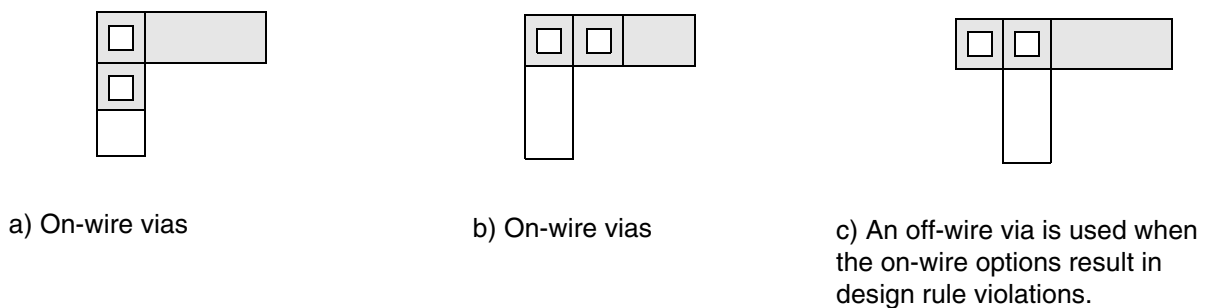 a) On-wire vias
b) On-wire vias
c) An off-wire via is used when
the on-wire options result in
design rule violations.